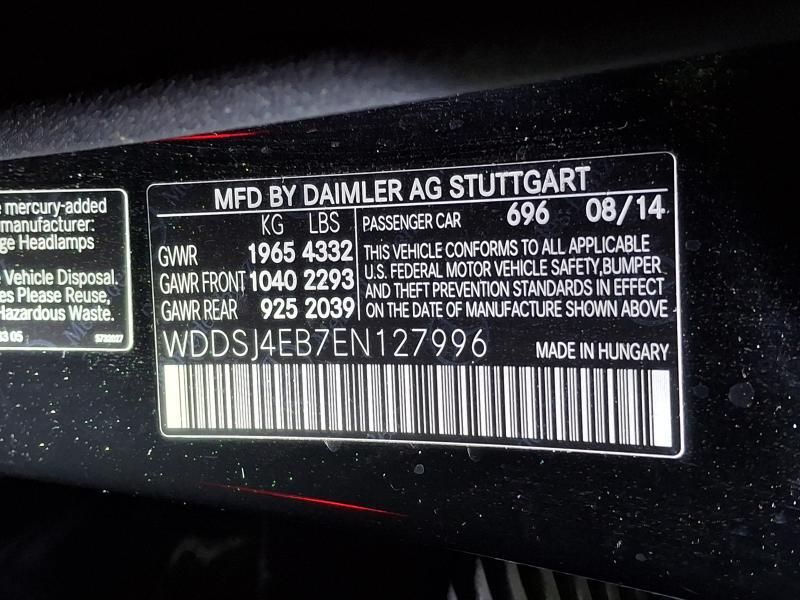 e mercury-added
manufacturer:
ge Headlamps
Vehicle Disposal.
es Please Reuse,
Hazardous Waste.
33 05
MFD BY DAIMLER AG STUTTGART
KG LBS
GVWR 1965 4332
GAWR FRONT 1040 2293
GAWR REAR 925 2039
PASSENGER CAR 696 08/14
THIS VEHICLE CONFORMS TO ALL APPLICABLE
U.S. FEDERAL MOTOR VEHICLE SAFETY,BUMPER
AND THEFT PREVENTION STANDARDS IN EFFECT
ON THE DATE OF MANUFACTURE SHOWN ABOVE
WDDSJ4EB7EN127996 MADE IN HUNGARY